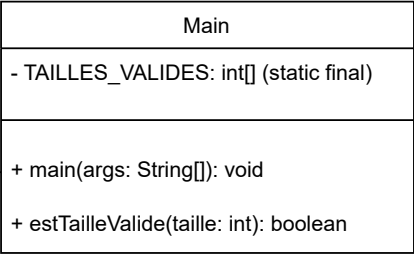 Main
- TAILLES_VALIDES: int[] (static final)
+ main(args: String[]): void
+ estTailleValide(taille: int): boolean